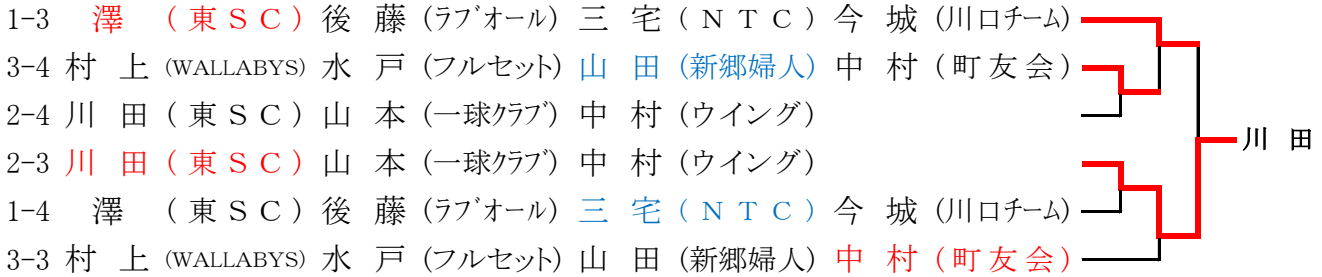 1-3 澤 (東SC) 後 藤 (ラブオール) 三 宅 (NTC) 今 城 (川口チーム)
3-4 村 上 (WALLABYS) 水 戸 (フルセット) 山 田 (新郷婦人) 中 村 (町友会)
2-4 川 田 (東SC) 山 本 (一球クラブ) 中 村 (ウイング)
川 田
2-3 川 田 (東SC) 山 本 (一球クラブ) 中 村 (ウイング)
1-4 澤 (東SC) 後 藤 (ラブオール) 三 宅 (NTC) 今 城 (川口チーム)
3-3 村 上 (WALLABYS) 水 戸 (フルセット) 山 田 (新郷婦人) 中 村 (町友会)